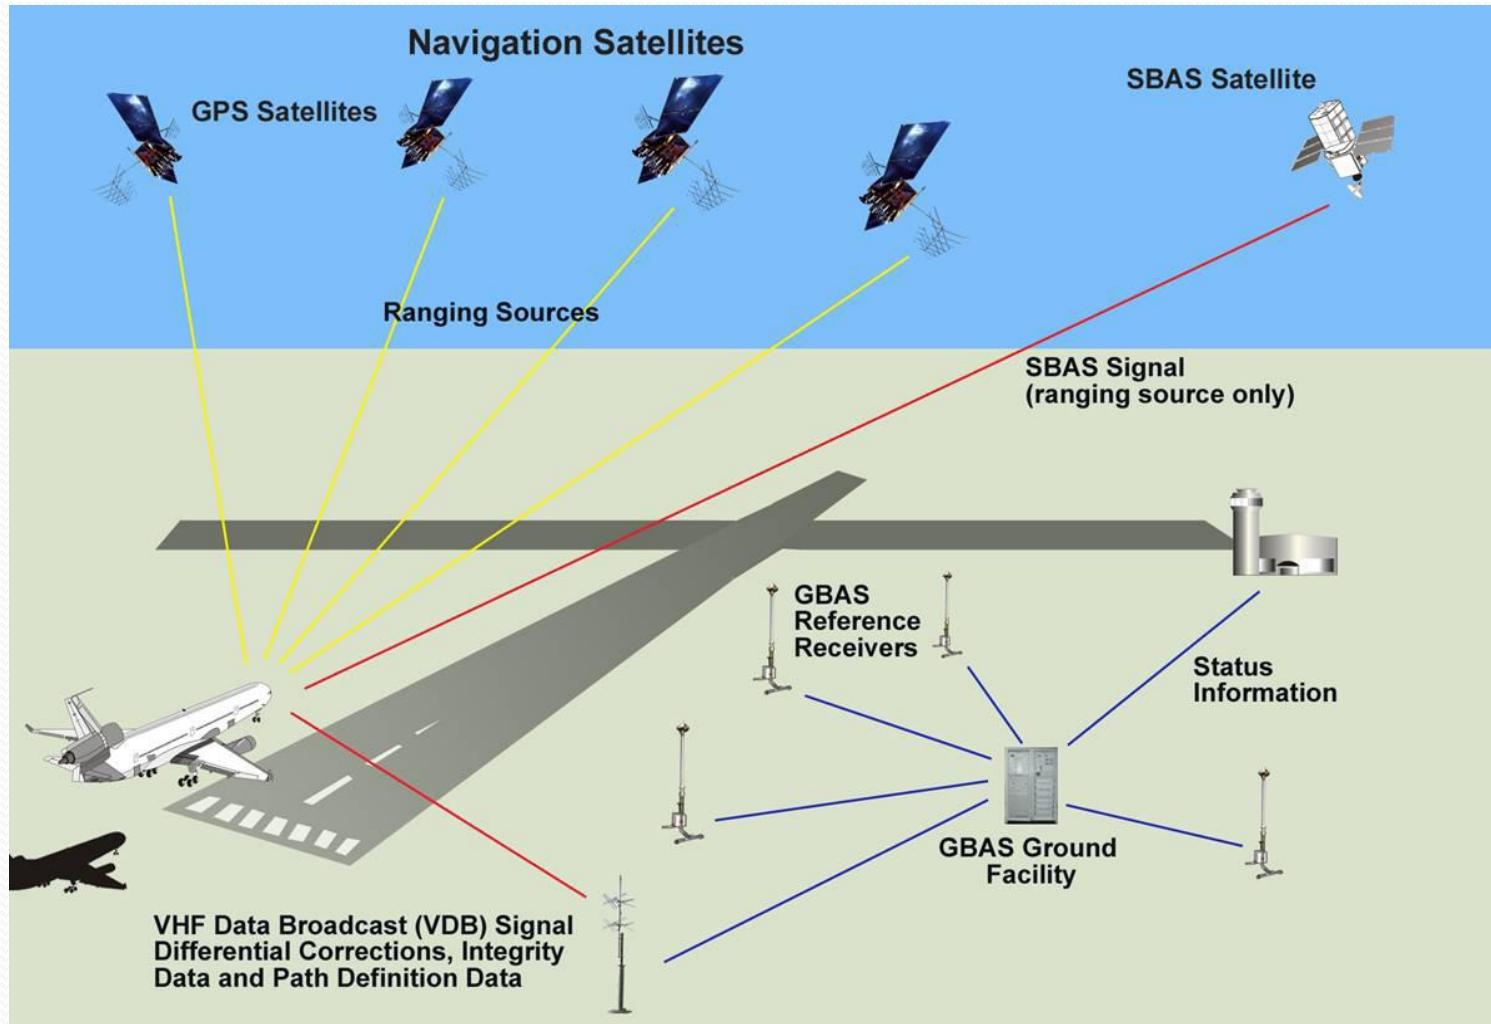 Navigation Satellites
GPS Satellites
SBAS Satellite
Ranging Sources
SBAS Signal
(ranging source only)
GBAS
Reference
Receivers
Status
Information
GBAS Ground
Facility
VHF Data Broadcast (VDB) Signal
Differential Corrections, Integrity
Data and Path Definition Data